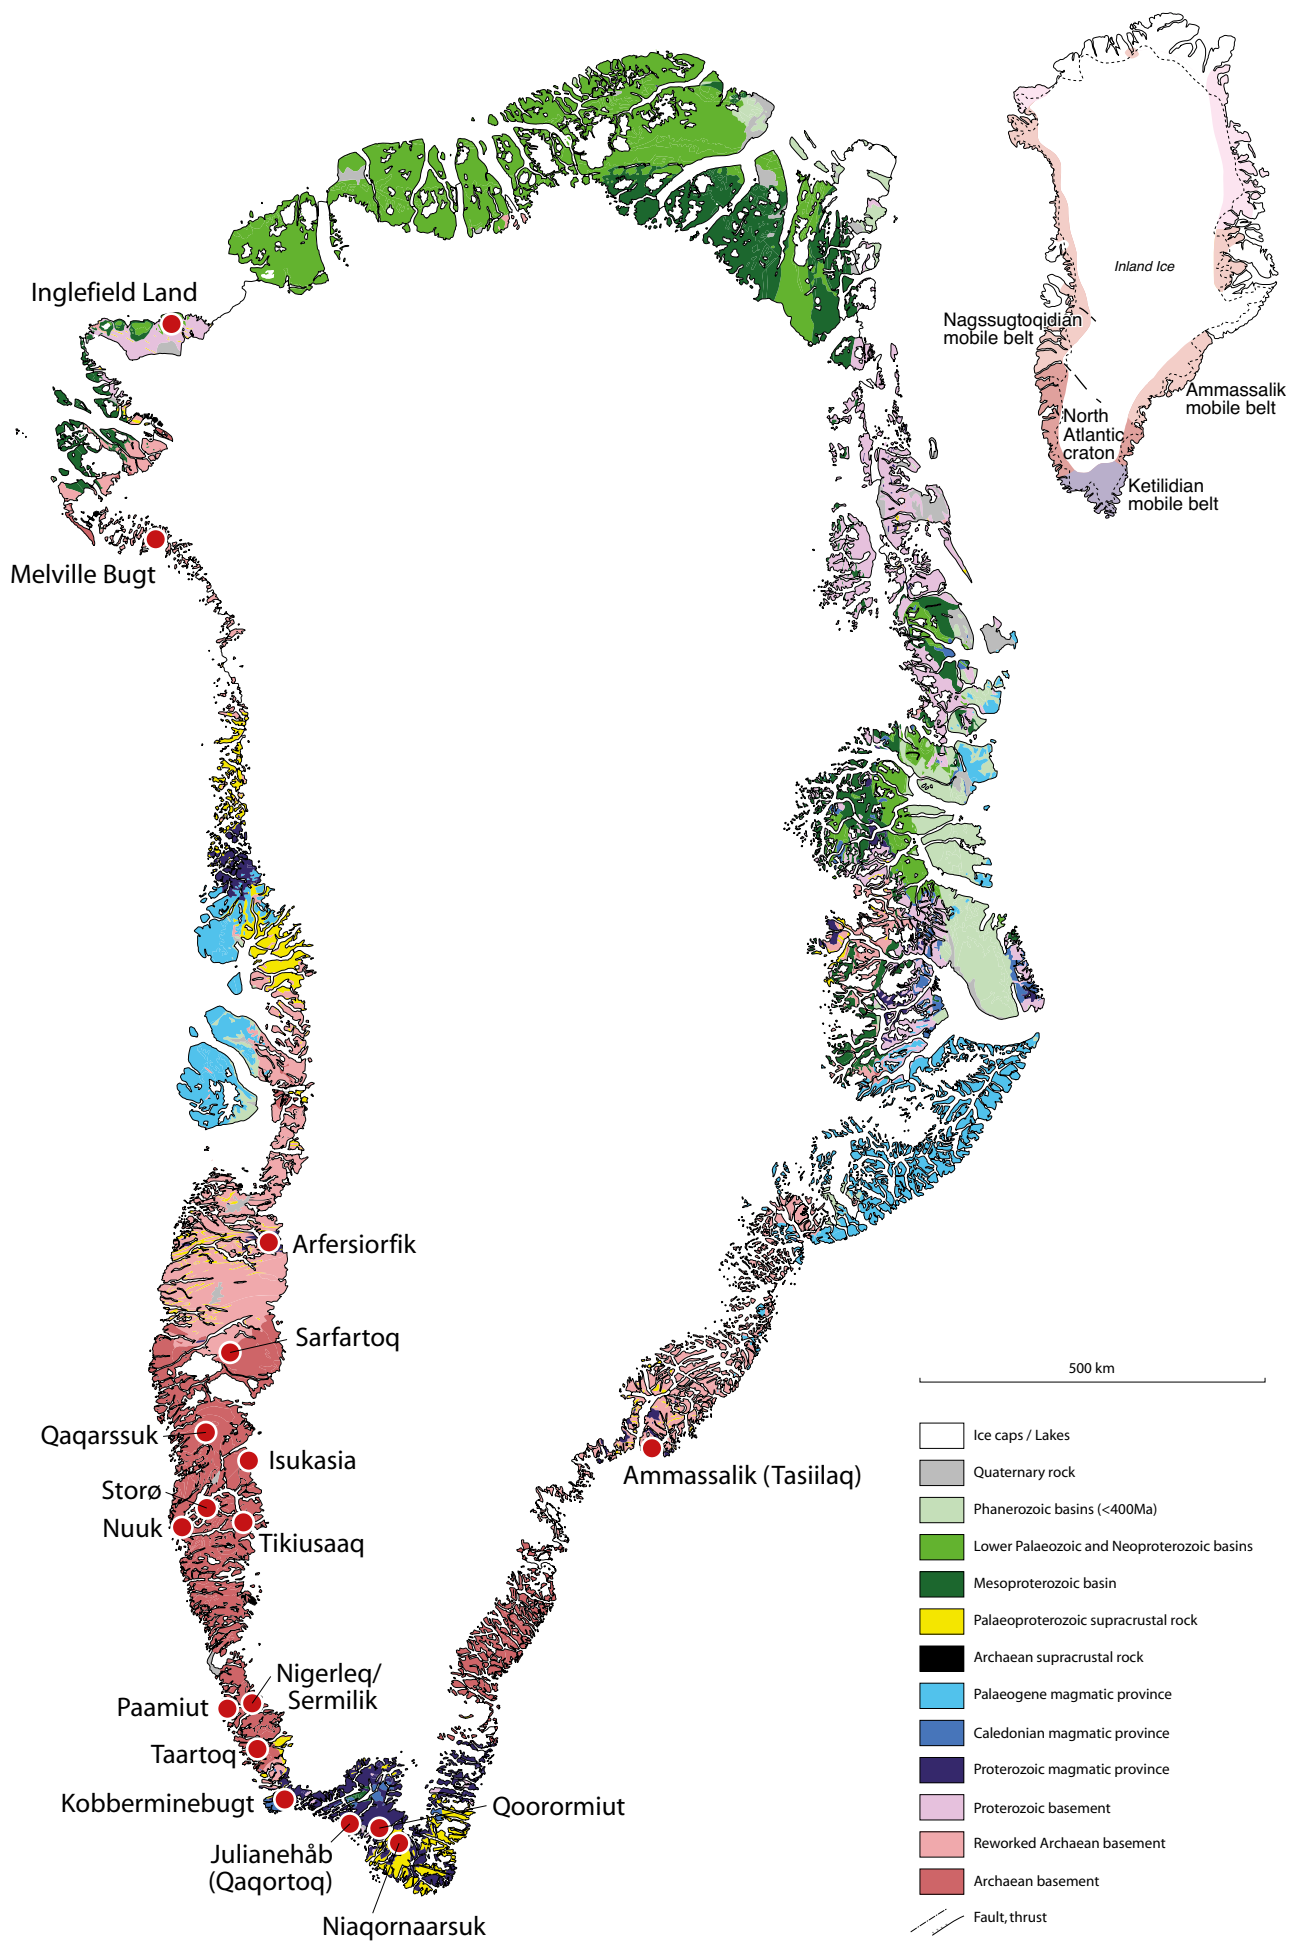 Inland Ice
Nagssugtoqidian
mobile belt
Ammassalik
mobile belt
North
Atlantic
craton
Ketilidian
mobile belt
Inglefield Land
Melville Bugt
Arfersiorfik
Sarfartoq
Qaqarssuk
Isukasia
Storø
Nuuk
Tikiusaaq
Ammassalik (Tasiilaq)
Nigerleq/
Sermilik
Paamiut
Taartoq
Kobberminebugt
Qoorormiut
Julianehåb
(Qaqortoq)
Niaqornaarsuk
500 km
Ice caps / Lakes
Quaternary rock
Phanerozoic basins (<400Ma)
Lower Palaeozoic and Neoproterozoic basins
Mesoproterozoic basin
Palaeoproterozoic supracrustal rock
Archaean supracrustal rock
Palaeogene magmatic province
Caledonian magmatic province
Proterozoic magmatic province
Proterozoic basement
Reworked Archaean basement
Archaean basement
Fault, thrust